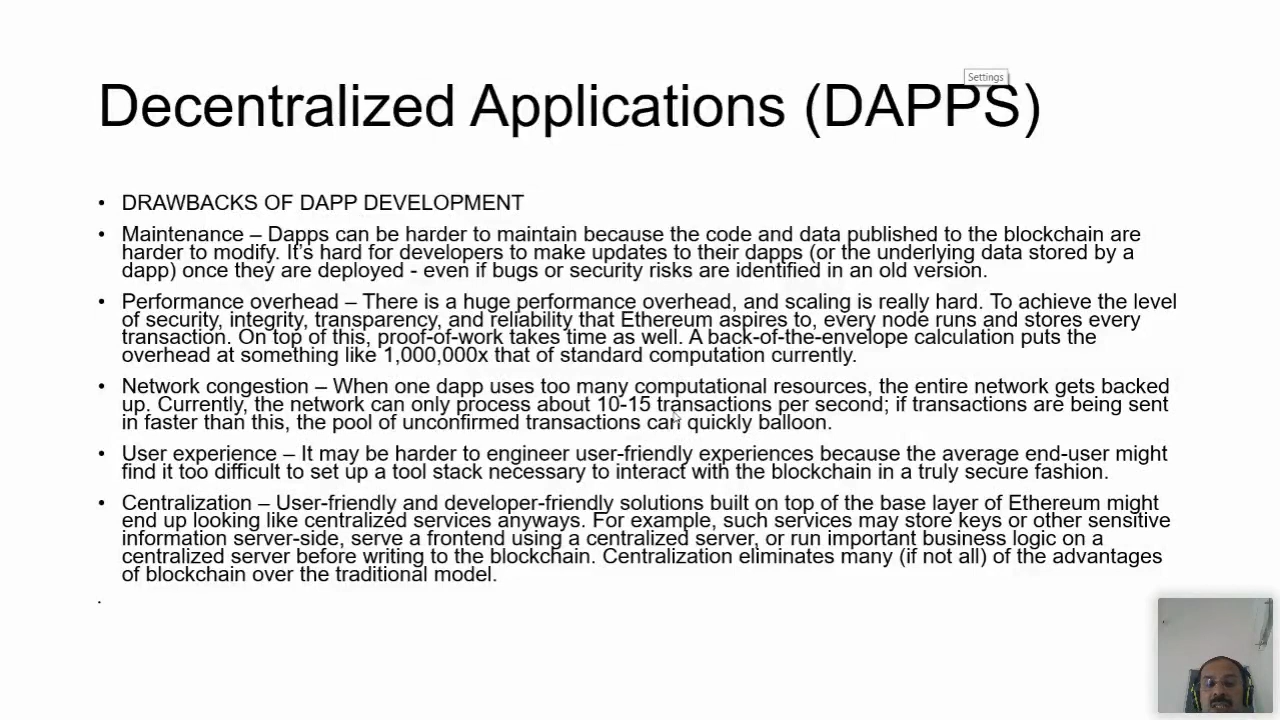 Settings
Decentralized Applications (DAPPS)
• DRAWBACKS OF DAPP DEVELOPMENT
• Maintenance – Dapps can be harder to maintain because the code and data published to the blockchain are
harder to modify. It’s hard for developers to make updates to their dapps (or the underlying data stored by a
dapp) once they are deployed - even if bugs or security risks are identified in an old version.
• Performance overhead – There is a huge performance overhead, and scaling is really hard. To achieve the level
of security, integrity, transparency, and reliability that Ethereum aspires to, every node runs and stores every
transaction. On top of this, proof-of-work takes time as well. A back-of-the-envelope calculation puts the
overhead at something like 1,000,000x that of standard computation currently.
• Network congestion – When one dapp uses too many computational resources, the entire network gets backed
up. Currently, the network can only process about 10-15 transactions per second; if transactions are being sent
in faster than this, the pool of unconfirmed transactions can quickly balloon.
• User experience – It may be harder to engineer user-friendly experiences because the average end-user might
find it too difficult to set up a tool stack necessary to interact with the blockchain in a truly secure fashion.
• Centralization – User-friendly and developer-friendly solutions built on top of the base layer of Ethereum might
end up looking like centralized services anyways. For example, such services may store keys or other sensitive
information server-side, serve a frontend using a centralized server, or run important business logic on a
centralized server before writing to the blockchain. Centralization eliminates many (if not all) of the advantages
of blockchain over the traditional model.